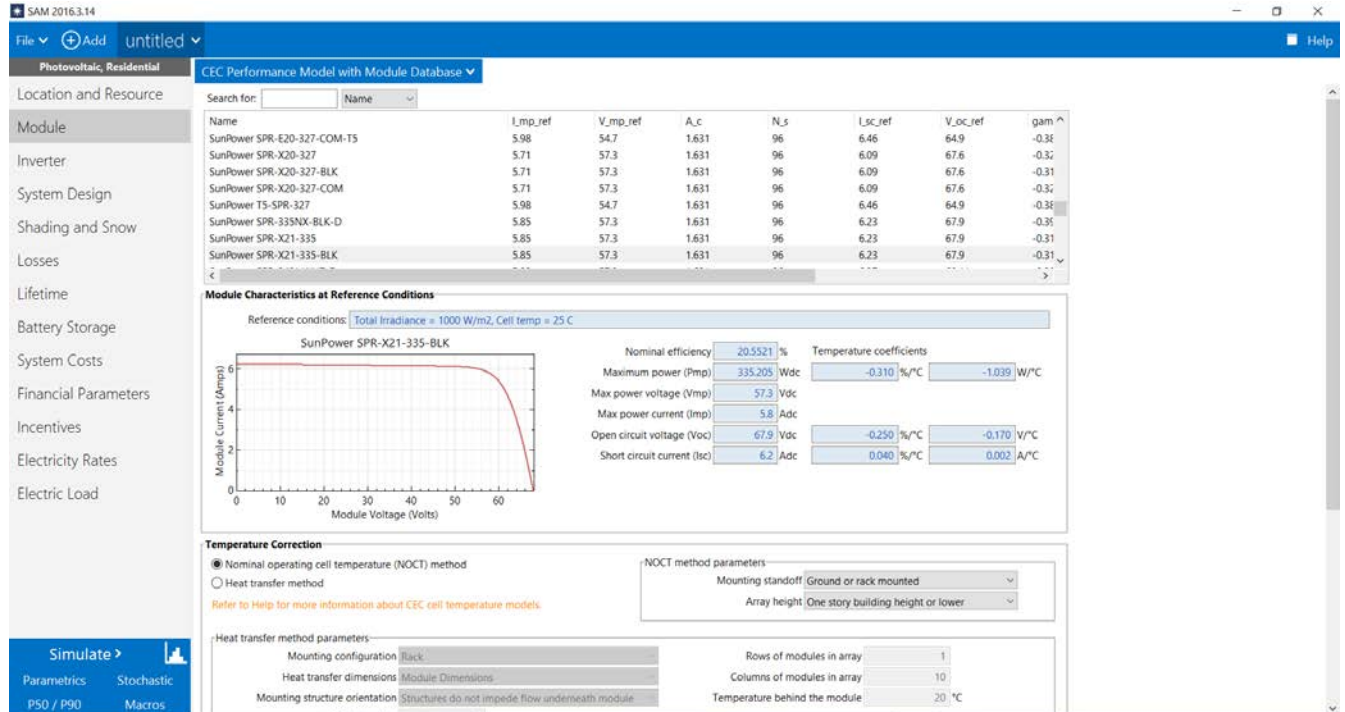 SAM 2016.3.14
File Add untitled Help
Photovoltaic, Residential
Location and Resource
Module
Inverter
System Design
Shading and Snow
Losses
Lifetime
Battery Storage
System Costs
Financial Parameters
Incentives
Electricity Rates
Electric Load
Simulate >
Parametrics Stochastic
P50 / P90 Macros
CEC Performance Model with Module Database
Search for: Name
Name I_mp_ref V_mp_ref A_c N_s I_sc_ref V_oc_ref gam
SunPower SPR-E20-327-COM-T5 5.98 54.7 1.631 96 6.46 64.9 -0.38
SunPower SPR-X20-327 5.71 57.3 1.631 96 6.09 67.6 -0.32
SunPower SPR-X20-327-BLK 5.71 57.3 1.631 96 6.09 67.6 -0.31
SunPower SPR-X20-327-COM 5.71 57.3 1.631 96 6.09 67.6 -0.32
SunPower T5-SPR-327 5.98 54.7 1.631 96 6.46 64.9 -0.38
SunPower SPR-335NX-BLK-D 5.85 57.3 1.631 96 6.23 67.9 -0.39
SunPower SPR-X21-335 5.85 57.3 1.631 96 6.23 67.9 -0.31
SunPower SPR-X21-335-BLK 5.85 57.3 1.631 96 6.23 67.9 -0.31
Module Characteristics at Reference Conditions
Reference conditions: Total Irradiance = 1000 W/m2, Cell temp = 25 C
SunPower SPR-X21-335-BLK
Module Current (Amps)
6
4
2
0
0 10 20 30 40 50 60
Module Voltage (Volts)
Nominal efficiency 20.5521 % Temperature coefficients
Maximum power (Pmp) 335.205 Wdc -0.310 %/°C -1.039 W/°C
Max power voltage (Vmp) 57.3 Vdc
Max power current (Imp) 5.8 Adc
Open circuit voltage (Voc) 67.9 Vdc -0.250 %/°C -0.170 V/°C
Short circuit current (Isc) 6.2 Adc 0.040 %/°C 0.002 A/°C
Temperature Correction
Nominal operating cell temperature (NOCT) method
Heat transfer method
Refer to Help for more information about CEC cell temperature models.
NOCT method parameters
Mounting standoff Ground or rack mounted
Array height One story building height or lower
Heat transfer method parameters
Mounting configuration Rack
Heat transfer dimensions Module Dimensions
Mounting structure orientation Structures do not impede flow underneath module
Rows of modules in array 1
Columns of modules in array 10
Temperature behind the module 20 °C